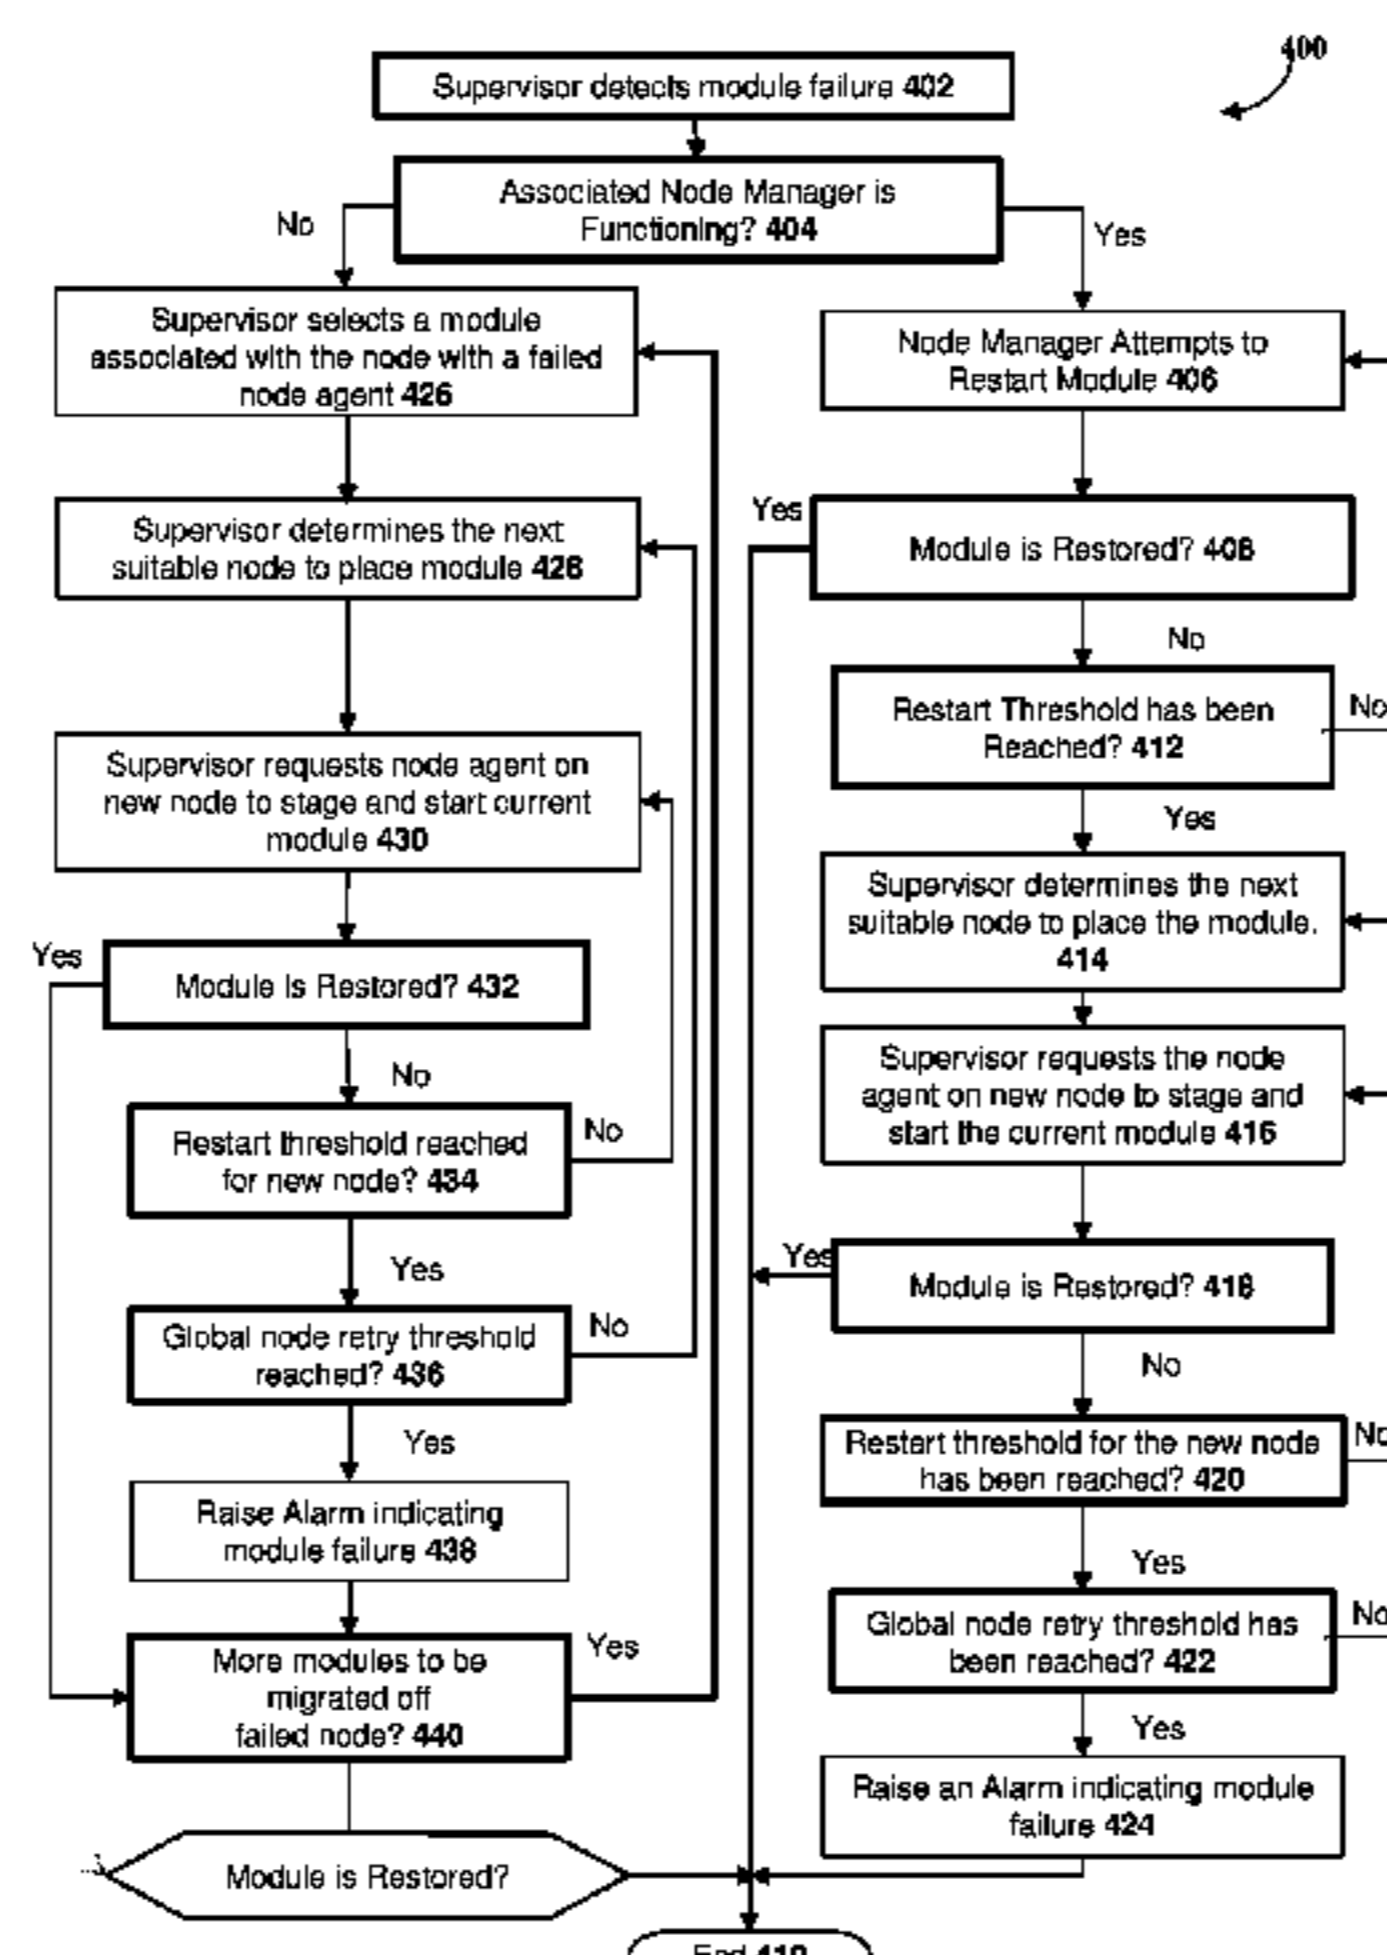 400
Supervisor detects module failure 402
Associated Node Manager is
Functioning? 404
No
Yes
Supervisor selects a module
associated with the node with a failed
node agent 426
Node Manager Attempts to
Restart Module 406
Supervisor determines the next
suitable node to place module 428
Yes
Module is Restored? 408
No
Restart Threshold has been
Reached? 412
No
Yes
Supervisor requests node agent on
new node to stage and start current
module 430
Supervisor determines the next
suitable node to place the module.
414
Yes
Module is Restored? 432
No
Supervisor requests the node
agent on new node to stage and
start the current module 416
Restart threshold reached
for new node? 434
No
Yes
Yes
Module is Restored? 418
No
Global node retry threshold
reached? 436
No
Yes
Restart threshold for the new node
has been reached? 420
No
Yes
Raise Alarm indicating
module failure 438
Global node retry threshold has
been reached? 422
No
Yes
More modules to be
migrated off
failed node? 440
Yes
Raise an Alarm indicating module
failure 424
Module is Restored?
End 410